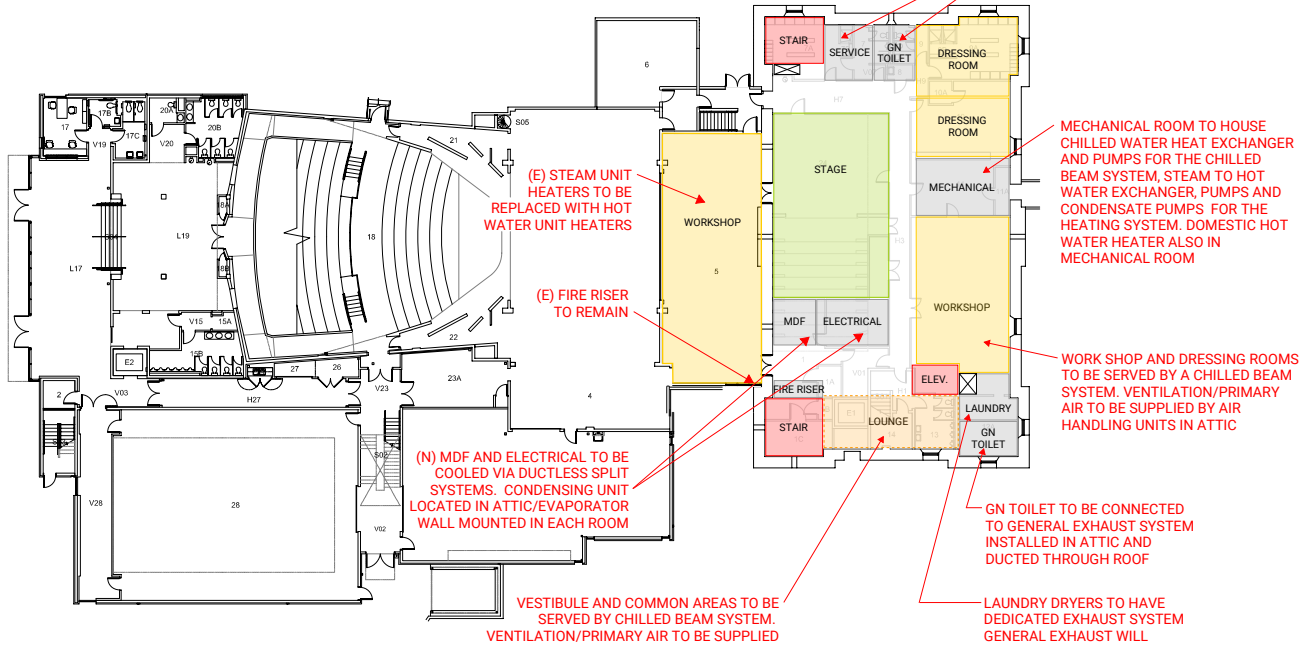 6
STAIR
SERVICE
GN
TOILET
DRESSING
ROOM
H7
10A
17
17B
17C
V19
20A
20B
V20
21
S05
DRESSING
ROOM
MECHANICAL ROOM TO HOUSE
CHILLED WATER HEAT EXCHANGER
AND PUMPS FOR THE CHILLED
BEAM SYSTEM, STEAM TO HOT
WATER EXCHANGER, PUMPS AND
CONDENSATE PUMPS FOR THE
HEATING SYSTEM. DOMESTIC HOT
WATER HEATER ALSO IN
MECHANICAL ROOM
(E) STEAM UNIT
HEATERS TO BE
REPLACED WITH HOT
WATER UNIT HEATERS
STAGE
MECHANICAL
WORKSHOP
5
18A
18
L19
L17
18B
H3
(E) FIRE RISER
TO REMAIN
WORKSHOP
MDF
ELECTRICAL
V15
15A
15B
E2
22
27
26
23A
V23
2
V03
H27
4
V01
1A
H1
ELEV.
FIRE RISER
WORK SHOP AND DRESSING ROOMS
TO BE SERVED BY A CHILLED BEAM
SYSTEM. VENTILATION/PRIMARY
AIR TO BE SUPPLIED BY AIR
HANDLING UNITS IN ATTIC
LAUNDRY
E1
LOUNGE
STAIR
1C
14
13
GN
TOILET
S02
(N) MDF AND ELECTRICAL TO BE
COOLED VIA DUCTLESS SPLIT
SYSTEMS. CONDENSING UNIT
LOCATED IN ATTIC/EVAPORATOR
WALL MOUNTED IN EACH ROOM
V28
28
V02
GN TOILET TO BE CONNECTED
TO GENERAL EXHAUST SYSTEM
INSTALLED IN ATTIC AND
DUCTED THROUGH ROOF
VESTIBULE AND COMMON AREAS TO BE
SERVED BY CHILLED BEAM SYSTEM.
VENTILATION/PRIMARY AIR TO BE SUPPLIED
LAUNDRY DRYERS TO HAVE
DEDICATED EXHAUST SYSTEM
GENERAL EXHAUST WILL